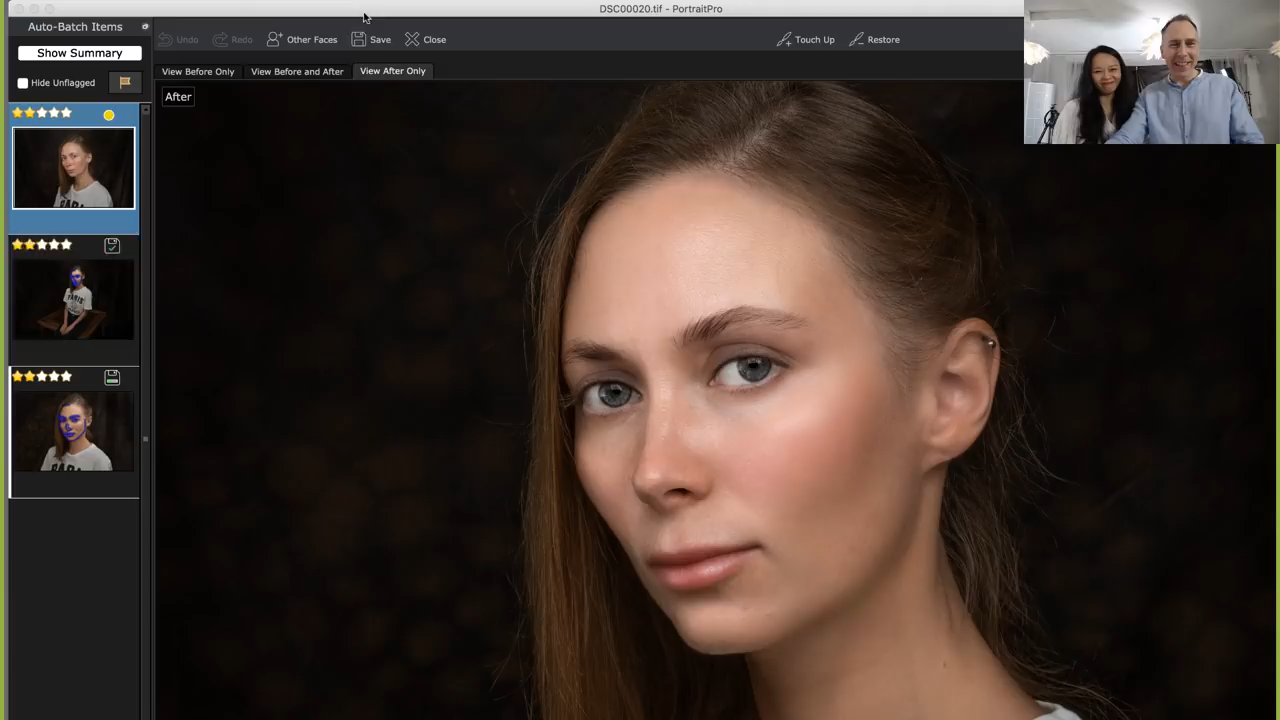 DSC00020.tif - PortraitPro
Auto-Batch Items
Show Summary
Hide Unflagged
Undo
Redo
Other Faces
Save
Close
Touch Up
Restore
View Before Only
View Before and After
View After Only
After
PARIS